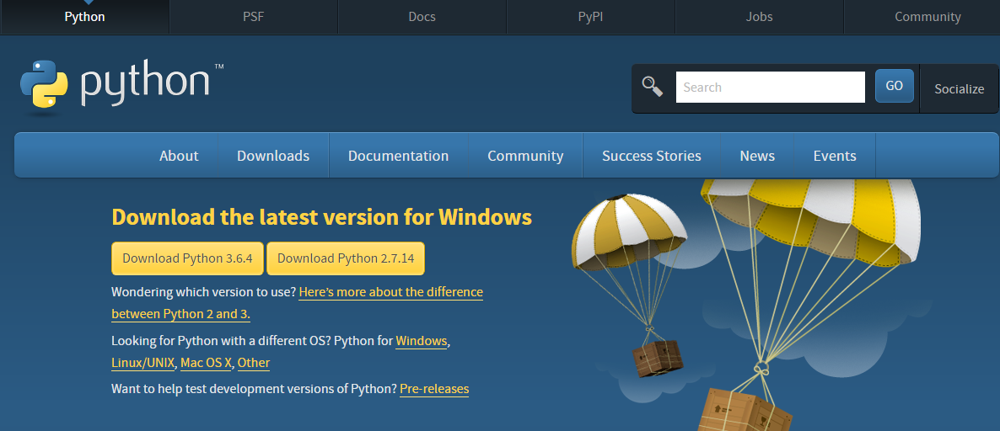 Python PSF Docs PyPI Jobs Community
python™
Search GO Socialize
About Downloads Documentation Community Success Stories News Events
Download the latest version for Windows
Download Python 3.6.4 Download Python 2.7.14
Wondering which version to use? Here's more about the difference
between Python 2 and 3.
Looking for Python with a different OS? Python for Windows,
Linux/UNIX, Mac OS X, Other
Want to help test development versions of Python? Pre-releases